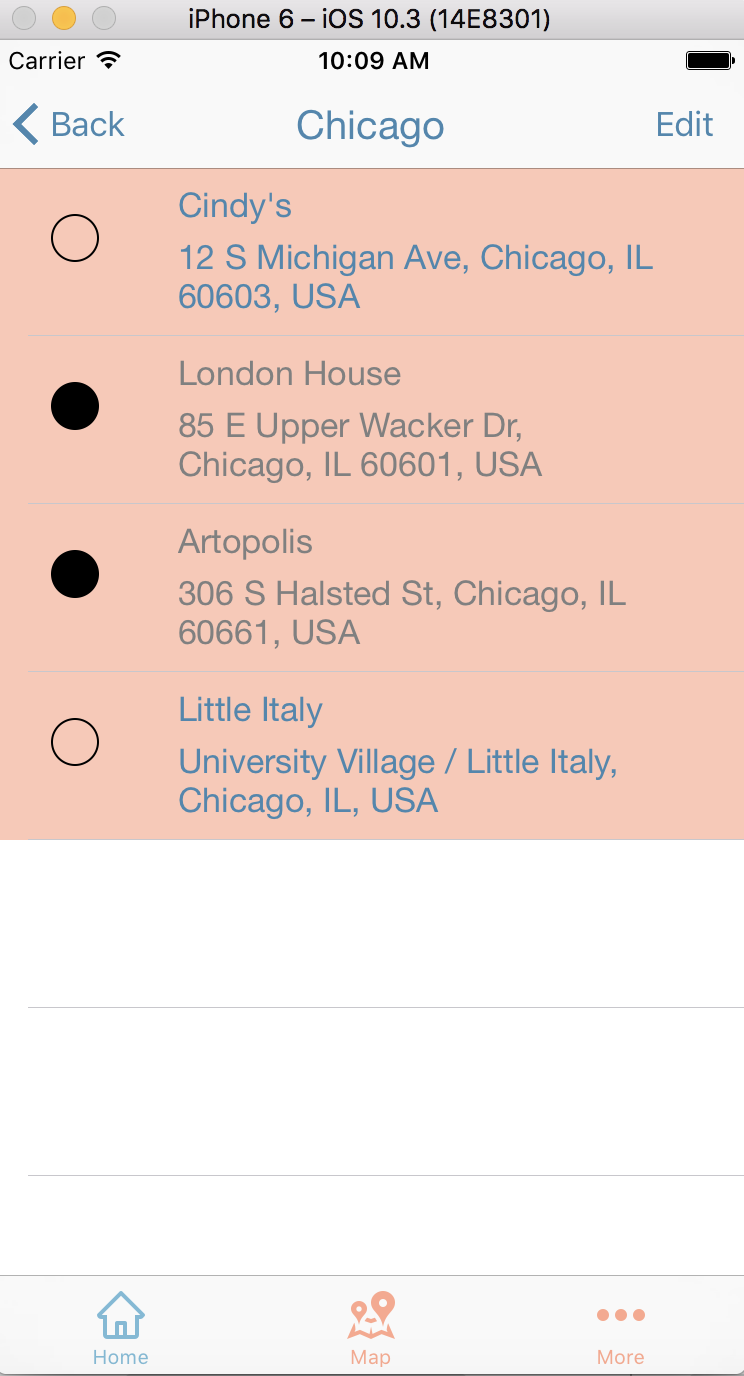 iPhone 6 – iOS 10.3 (14E8301)
Carrier 10:09 AM
Back Chicago Edit
Cindy's
12 S Michigan Ave, Chicago, IL
60603, USA
London House
85 E Upper Wacker Dr,
Chicago, IL 60601, USA
Artopolis
306 S Halsted St, Chicago, IL
60661, USA
Little Italy
University Village / Little Italy,
Chicago, IL, USA
Home Map More